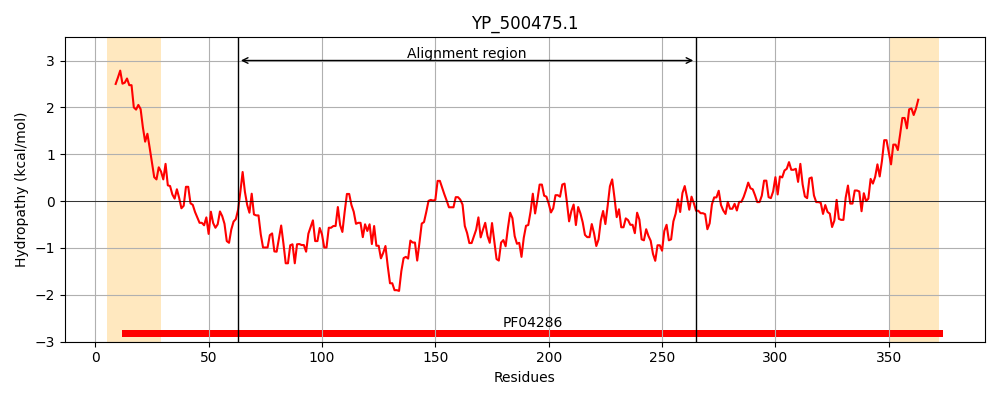 YP_500475.1
Alignment region
PF04286
Hydropathy (kcal/mol)
3
2
1
0
−1
−2
−3
0 50 100 150 200 250 300 350
Residues